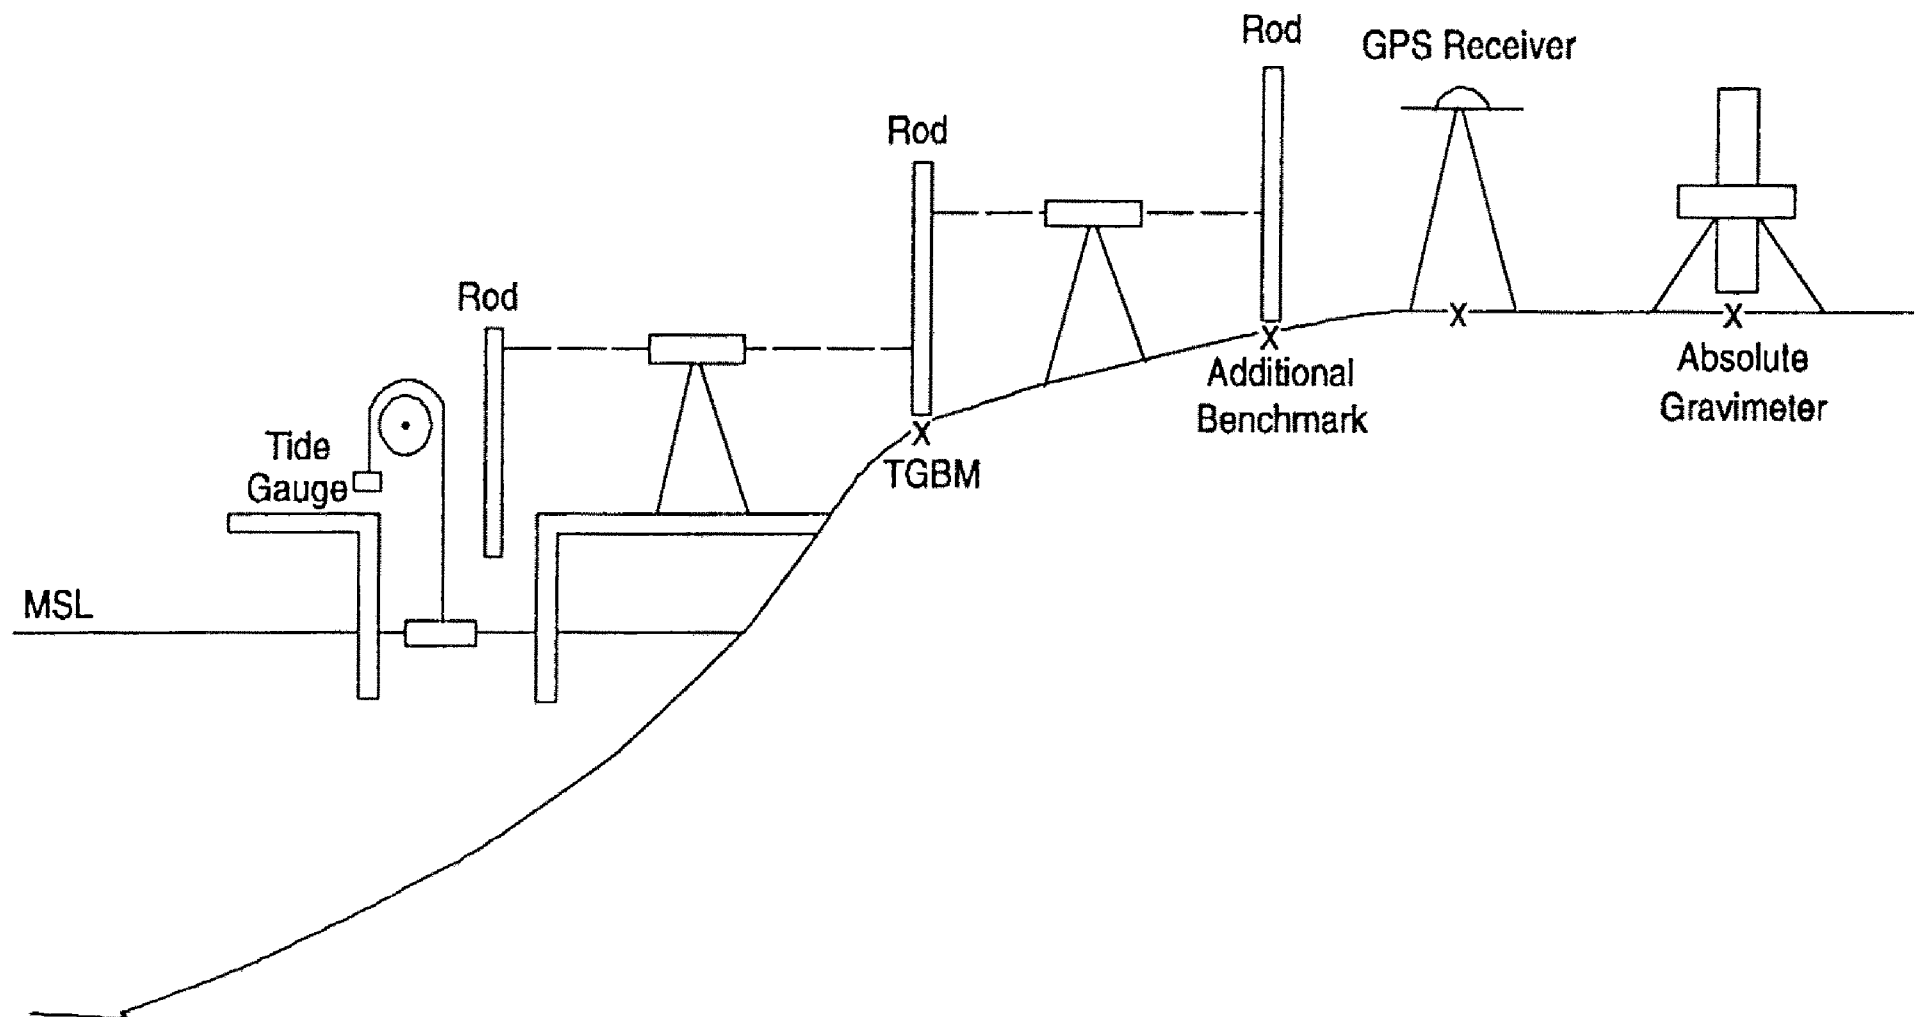 Rod
GPS Receiver
Rod
Rod
Tide
Gauge
TGBM
Additional
Benchmark
Absolute
Gravimeter
MSL
X
X
X
X